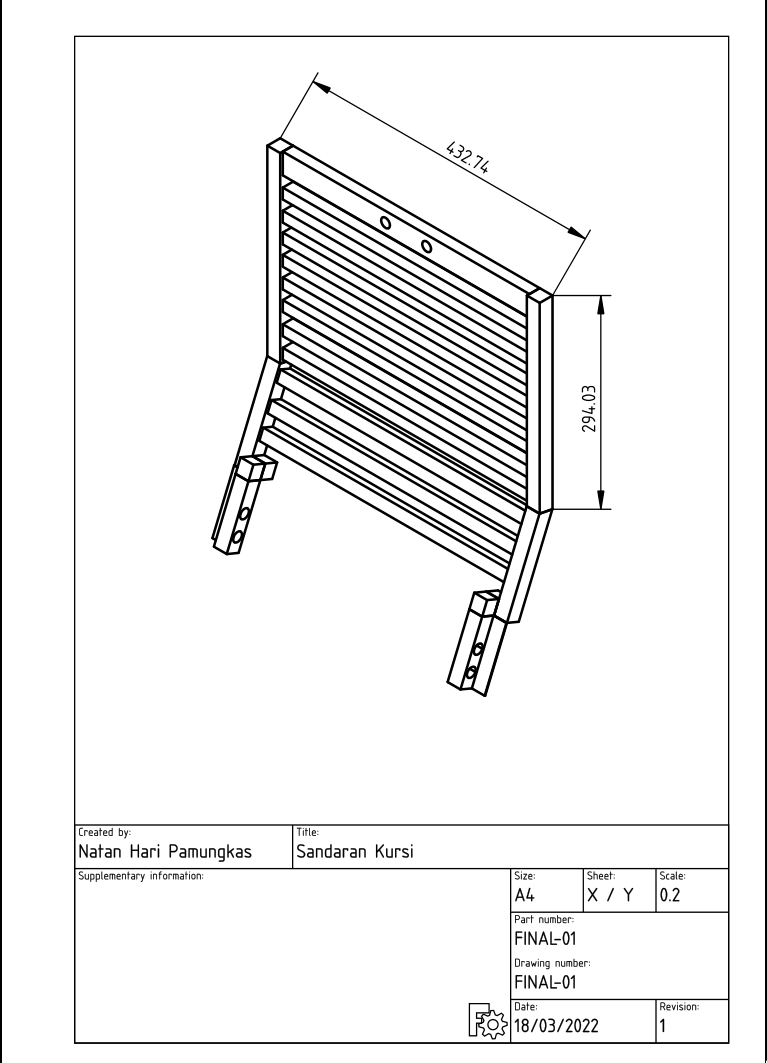 432.74
294.03
Created by:
Natan Hari Pamungkas
Title:
Sandaran Kursi
Supplementary information:
Size:
A4
Sheet:
X / Y
Scale:
0.2
Part number:
FINAL-01
Drawing number:
FINAL-01
Date:
18/03/2022
Revision:
1